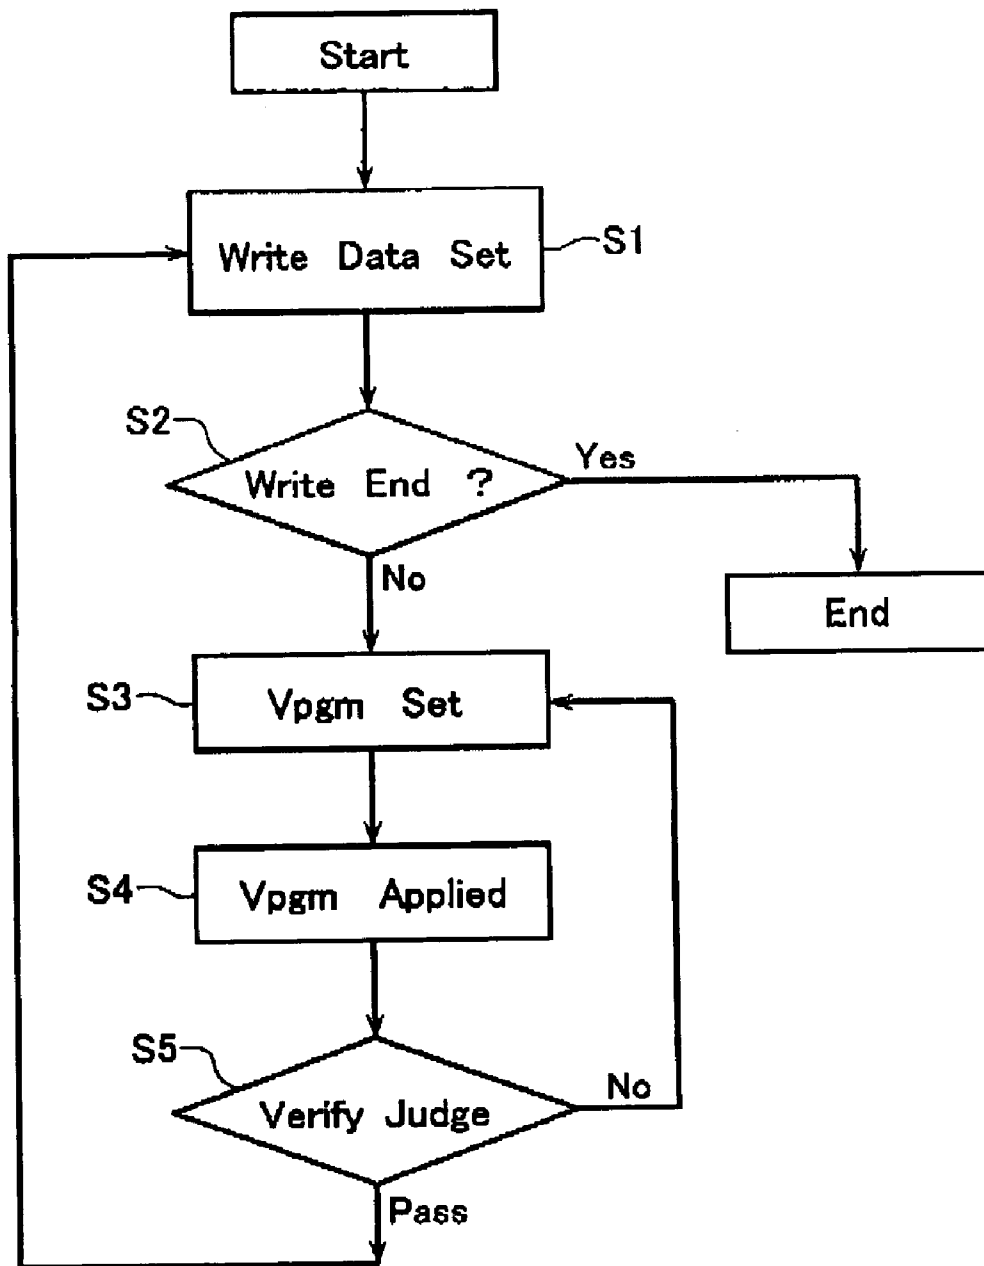 Start
Write Data Set
S1
S2
Write End ?
Yes
No
End
S3
Vpgm Set
S4
Vpgm Applied
S5
Verify Judge
No
Pass